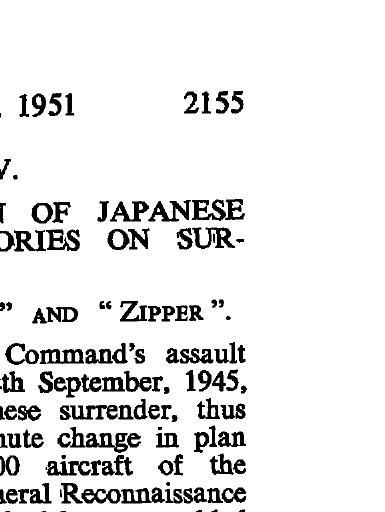 , 1951 2155
V.
N OF JAPANESE
ORIES ON SUR-
” AND “ ZIPPER ”.
Command's assault
th September, 1945,
nese surrender, thus
nute change in plan
00 aircraft of the
neral Reconnaissance